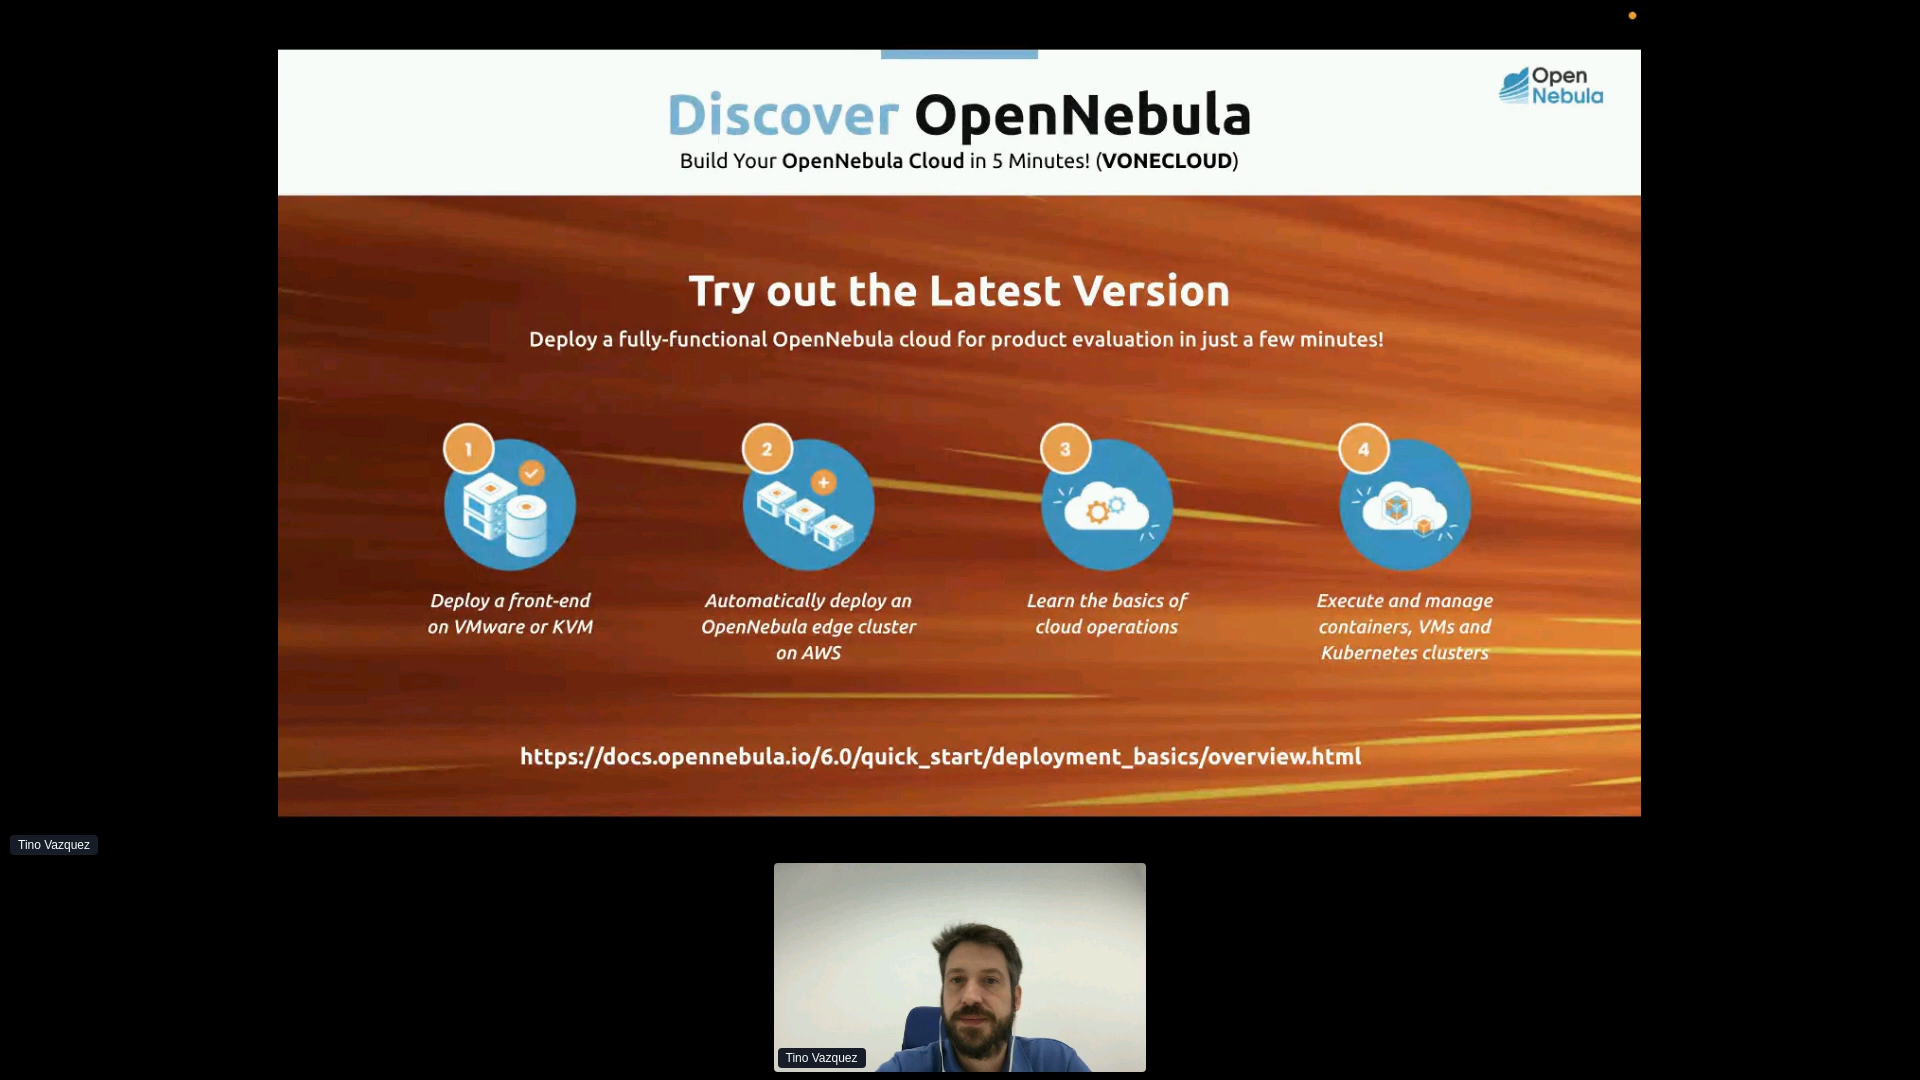 Open
Nebula
Discover OpenNebula
Build Your OpenNebula Cloud in 5 Minutes! (VONECLOUD)
Try out the Latest Version
Deploy a fully-functional OpenNebula cloud for product evaluation in just a few minutes!
1
Deploy a front-end
on VMware or KVM
2
Automatically deploy an
OpenNebula edge cluster
on AWS
3
Learn the basics of
cloud operations
4
Execute and manage
containers, VMs and
Kubernetes clusters
https://docs.opennebula.io/6.0/quick_start/deployment_basics/overview.html
Tino Vazquez
Tino Vazquez